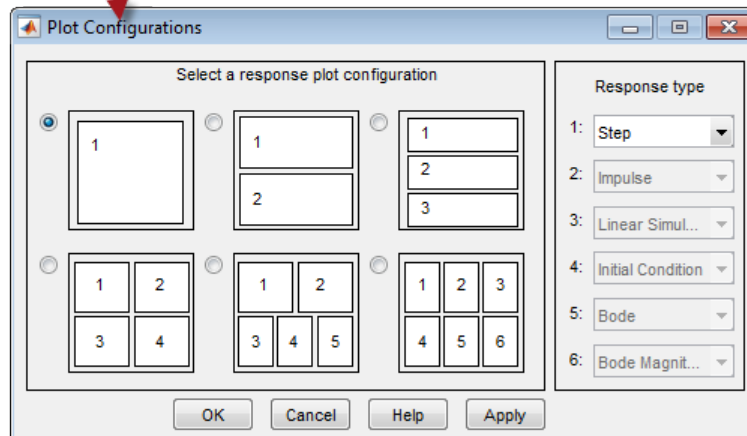 Plot Configurations
Select a response plot configuration
1
1
2
1
2
3
1 2
3 4
1 2
3 4 5
1 2 3
4 5 6
Response type
1: Step
2: Impulse
3: Linear Simul...
4: Initial Condition
5: Bode
6: Bode Magnit...
OK Cancel Help Apply